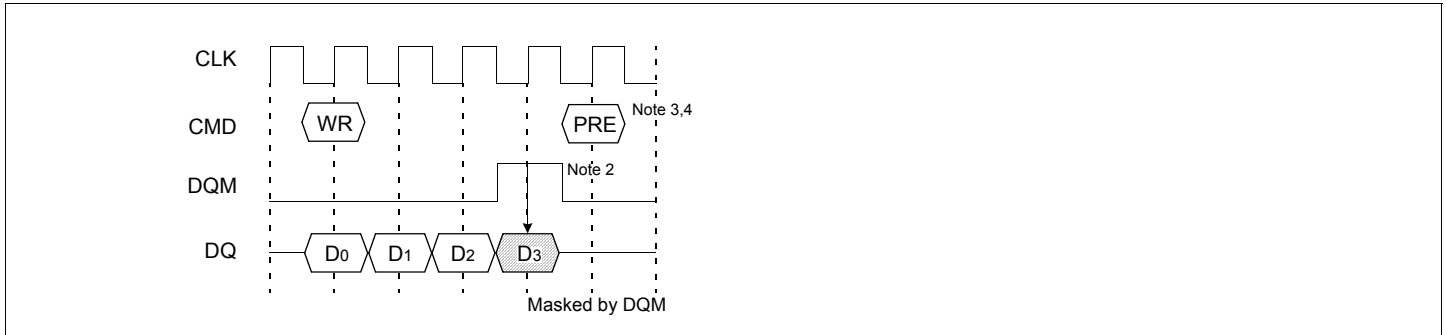 CLK
CMD WR PRE Note 3,4
DQM Note 2
DQ D0 D1 D2 D3
Masked by DQM